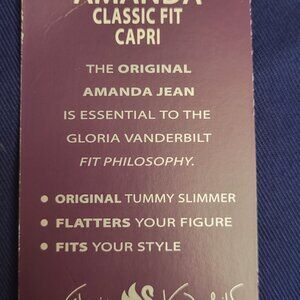 AMANDA
CLASSIC FIT
CAPRI
THE ORIGINAL
AMANDA JEAN
IS ESSENTIAL TO THE
GLORIA VANDERBILT
FIT PHILOSOPHY.
• ORIGINAL TUMMY SLIMMER
• FLATTERS YOUR FIGURE
• FITS YOUR STYLE